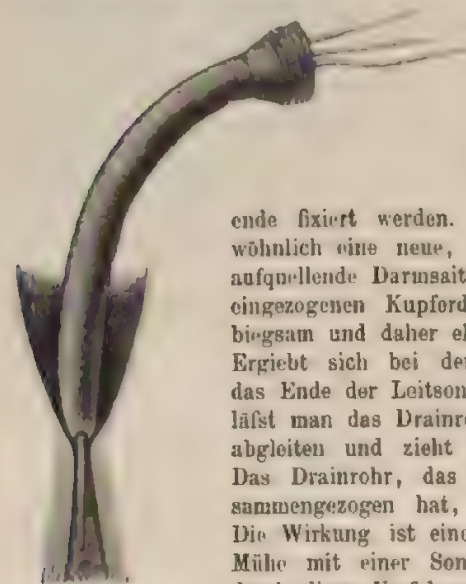 ende fixiert werden.
wöhnlich eine neue,
aufquellende Darmsait
eingezogenen Kupferd
biegsam und daher el
Ergiebt sich bei der
das Ende der Leitson
läfst man das Drainr
abgleiten und zieht
Das Drainrohr, das
sammengezogen hat,
Die Wirkung ist eine
Mühe mit einer Son